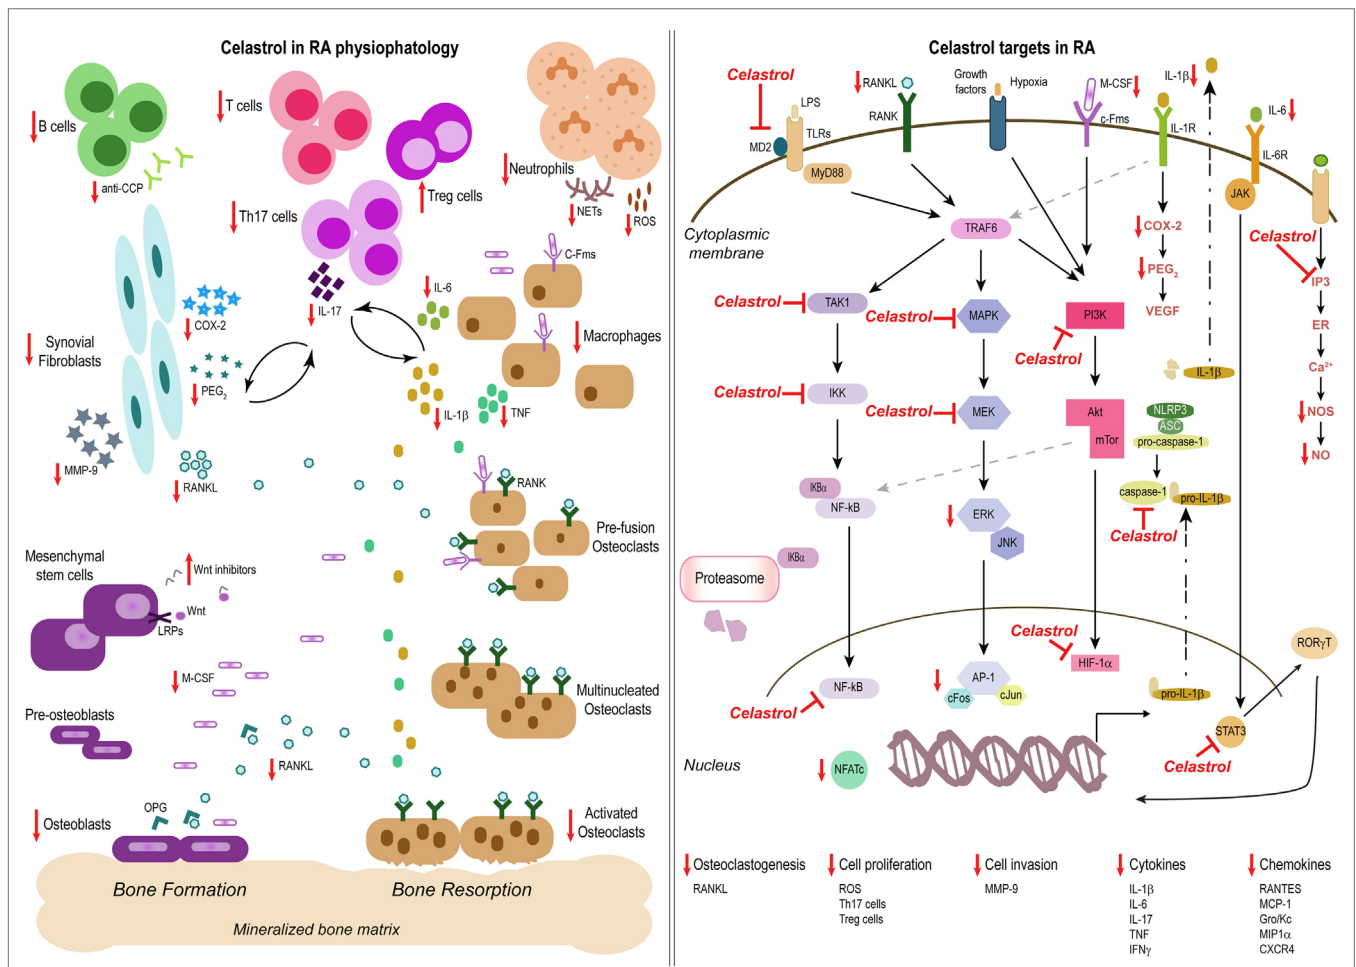 Celastrol in RA physiophatology
B cells
T cells
anti-CCP
Th17 cells
Treg cells
Neutrophils
NETs
ROS
C-Fms
IL-6
IL-17
COX-2
Synovial
Fibroblasts
PEG2
Macrophages
IL-1β
TNF
MMP-9
RANKL
RANK
Pre-fusion
Osteoclasts
Mesenchymal
stem cells
Wnt inhibitors
Wnt
LRPs
M-CSF
Multinucleated
Osteoclasts
Pre-osteoblasts
RANKL
OPG
Osteoblasts
Activated
Osteoclasts
Bone Formation
Bone Resorption
Mineralized bone matrix
Celastrol targets in RA
Celastrol
LPS
TLRs
MD2
MyD88
RANKL
RANK
Growth
factors
Hypoxia
M-CSF
c-Fms
IL-1β
IL-1R
IL-6
IL-6R
JAK
Cytoplasmic
membrane
TRAF6
COX-2
PEG2
VEGF
Celastrol
IP3
ER
Ca2+
NOS
NO
Celastrol
TAK1
Celastrol
MAPK
PI3K
Celastrol
Celastrol
IKK
Celastrol
MEK
Akt
mTor
IL-1β
NLRP3
ASC
pro-caspase-1
caspase-1
pro-IL-1β
Celastrol
IKBα
NF-kB
ERK
JNK
Proteasome
IKBα
Celastrol
HIF-1α
RORγT
NF-kB
Celastrol
AP-1
cFos
cJun
pro-IL-1β
STAT3
Celastrol
Nucleus
NFATc
Osteoclastogenesis
RANKL
Cell proliferation
ROS
Th17 cells
Treg cells
Cell invasion
MMP-9
Cytokines
IL-1β
IL-6
IL-17
TNF
IFNγ
Chemokines
RANTES
MCP-1
Gro/Kc
MIP1α
CXCR4